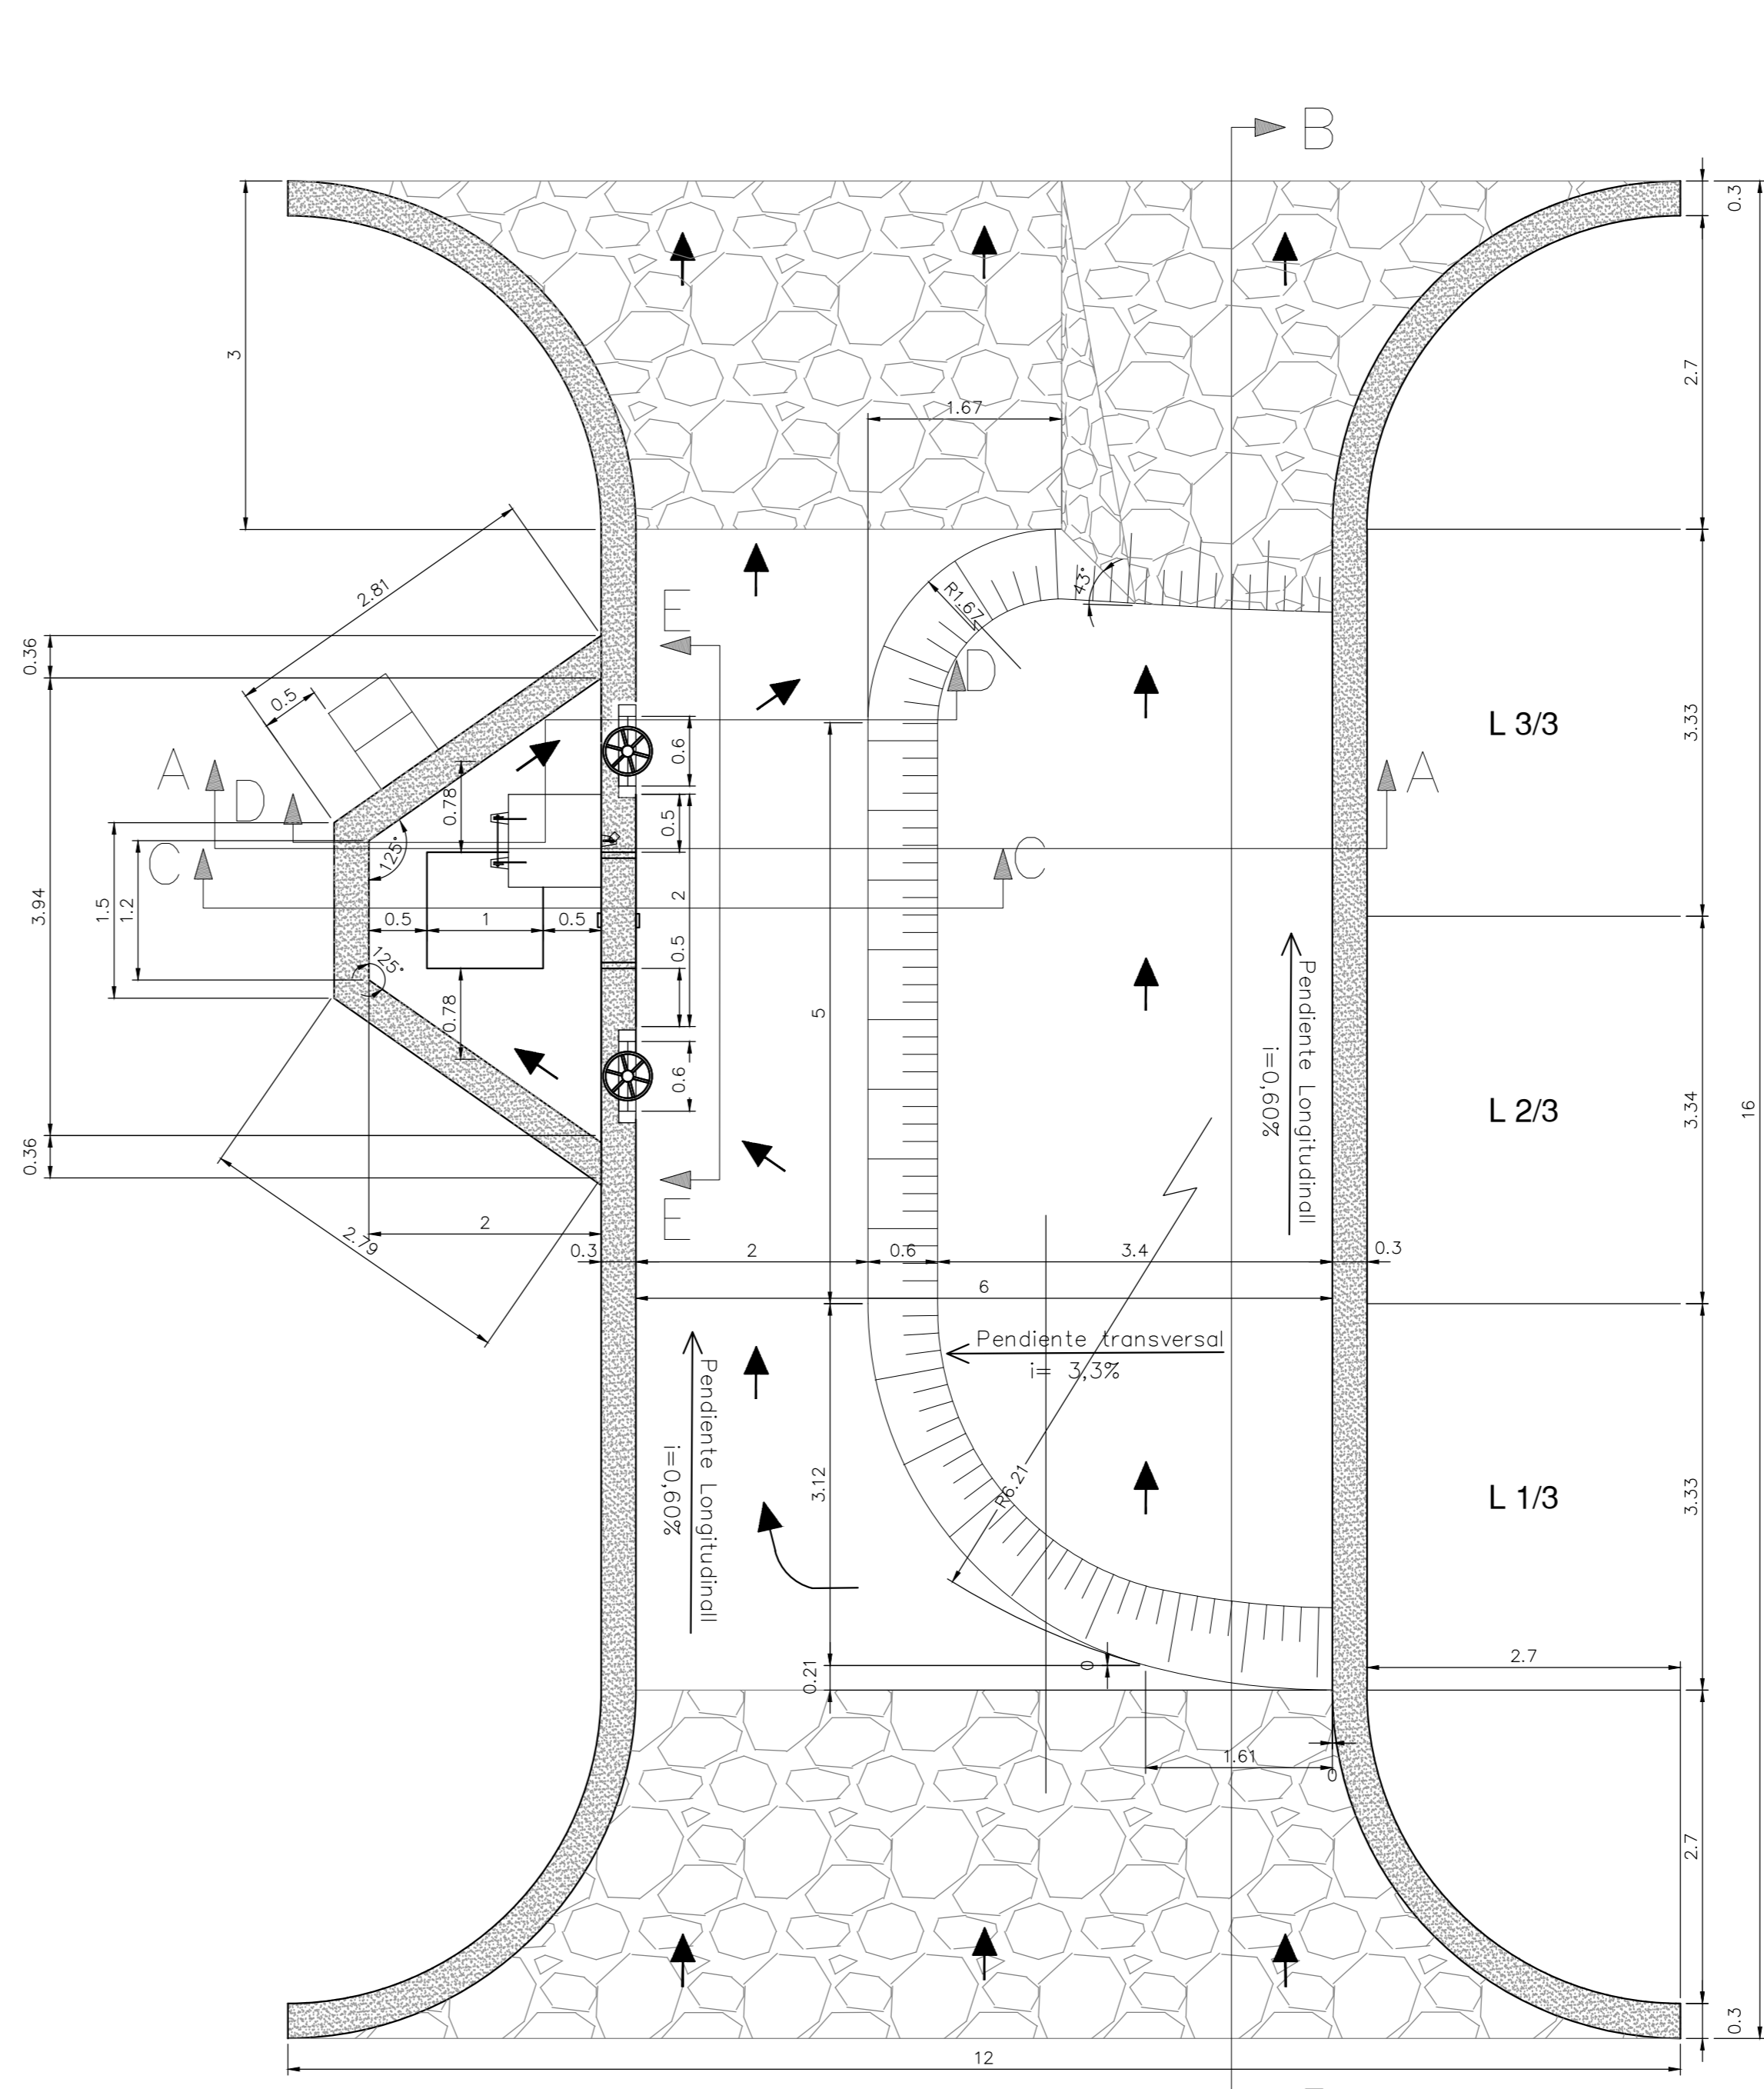 B
0.3
3
2.7
1.67
2.81
R1.67
43°
E
0.36
D
0.5
L 3/3
3.33
A
D
0.6
A
0.78
0.5
C
125°
C
3.94
1.5
1.2
0.5
1
0.5
2
0.5
125°
5
0.78
0.6
Pendiente Longitudinall
i=0,60%
L 2/3
3.34
16
0.36
E
2
2.79
0.3
2
0.6
3.4
0.3
6
Pendiente transversal
i= 3,3%
Pendiente Longitudinall
i=0,60%
3.12
R6.21
L 1/3
3.33
0.21
0
2.7
1.61
0
2.7
0.3
12